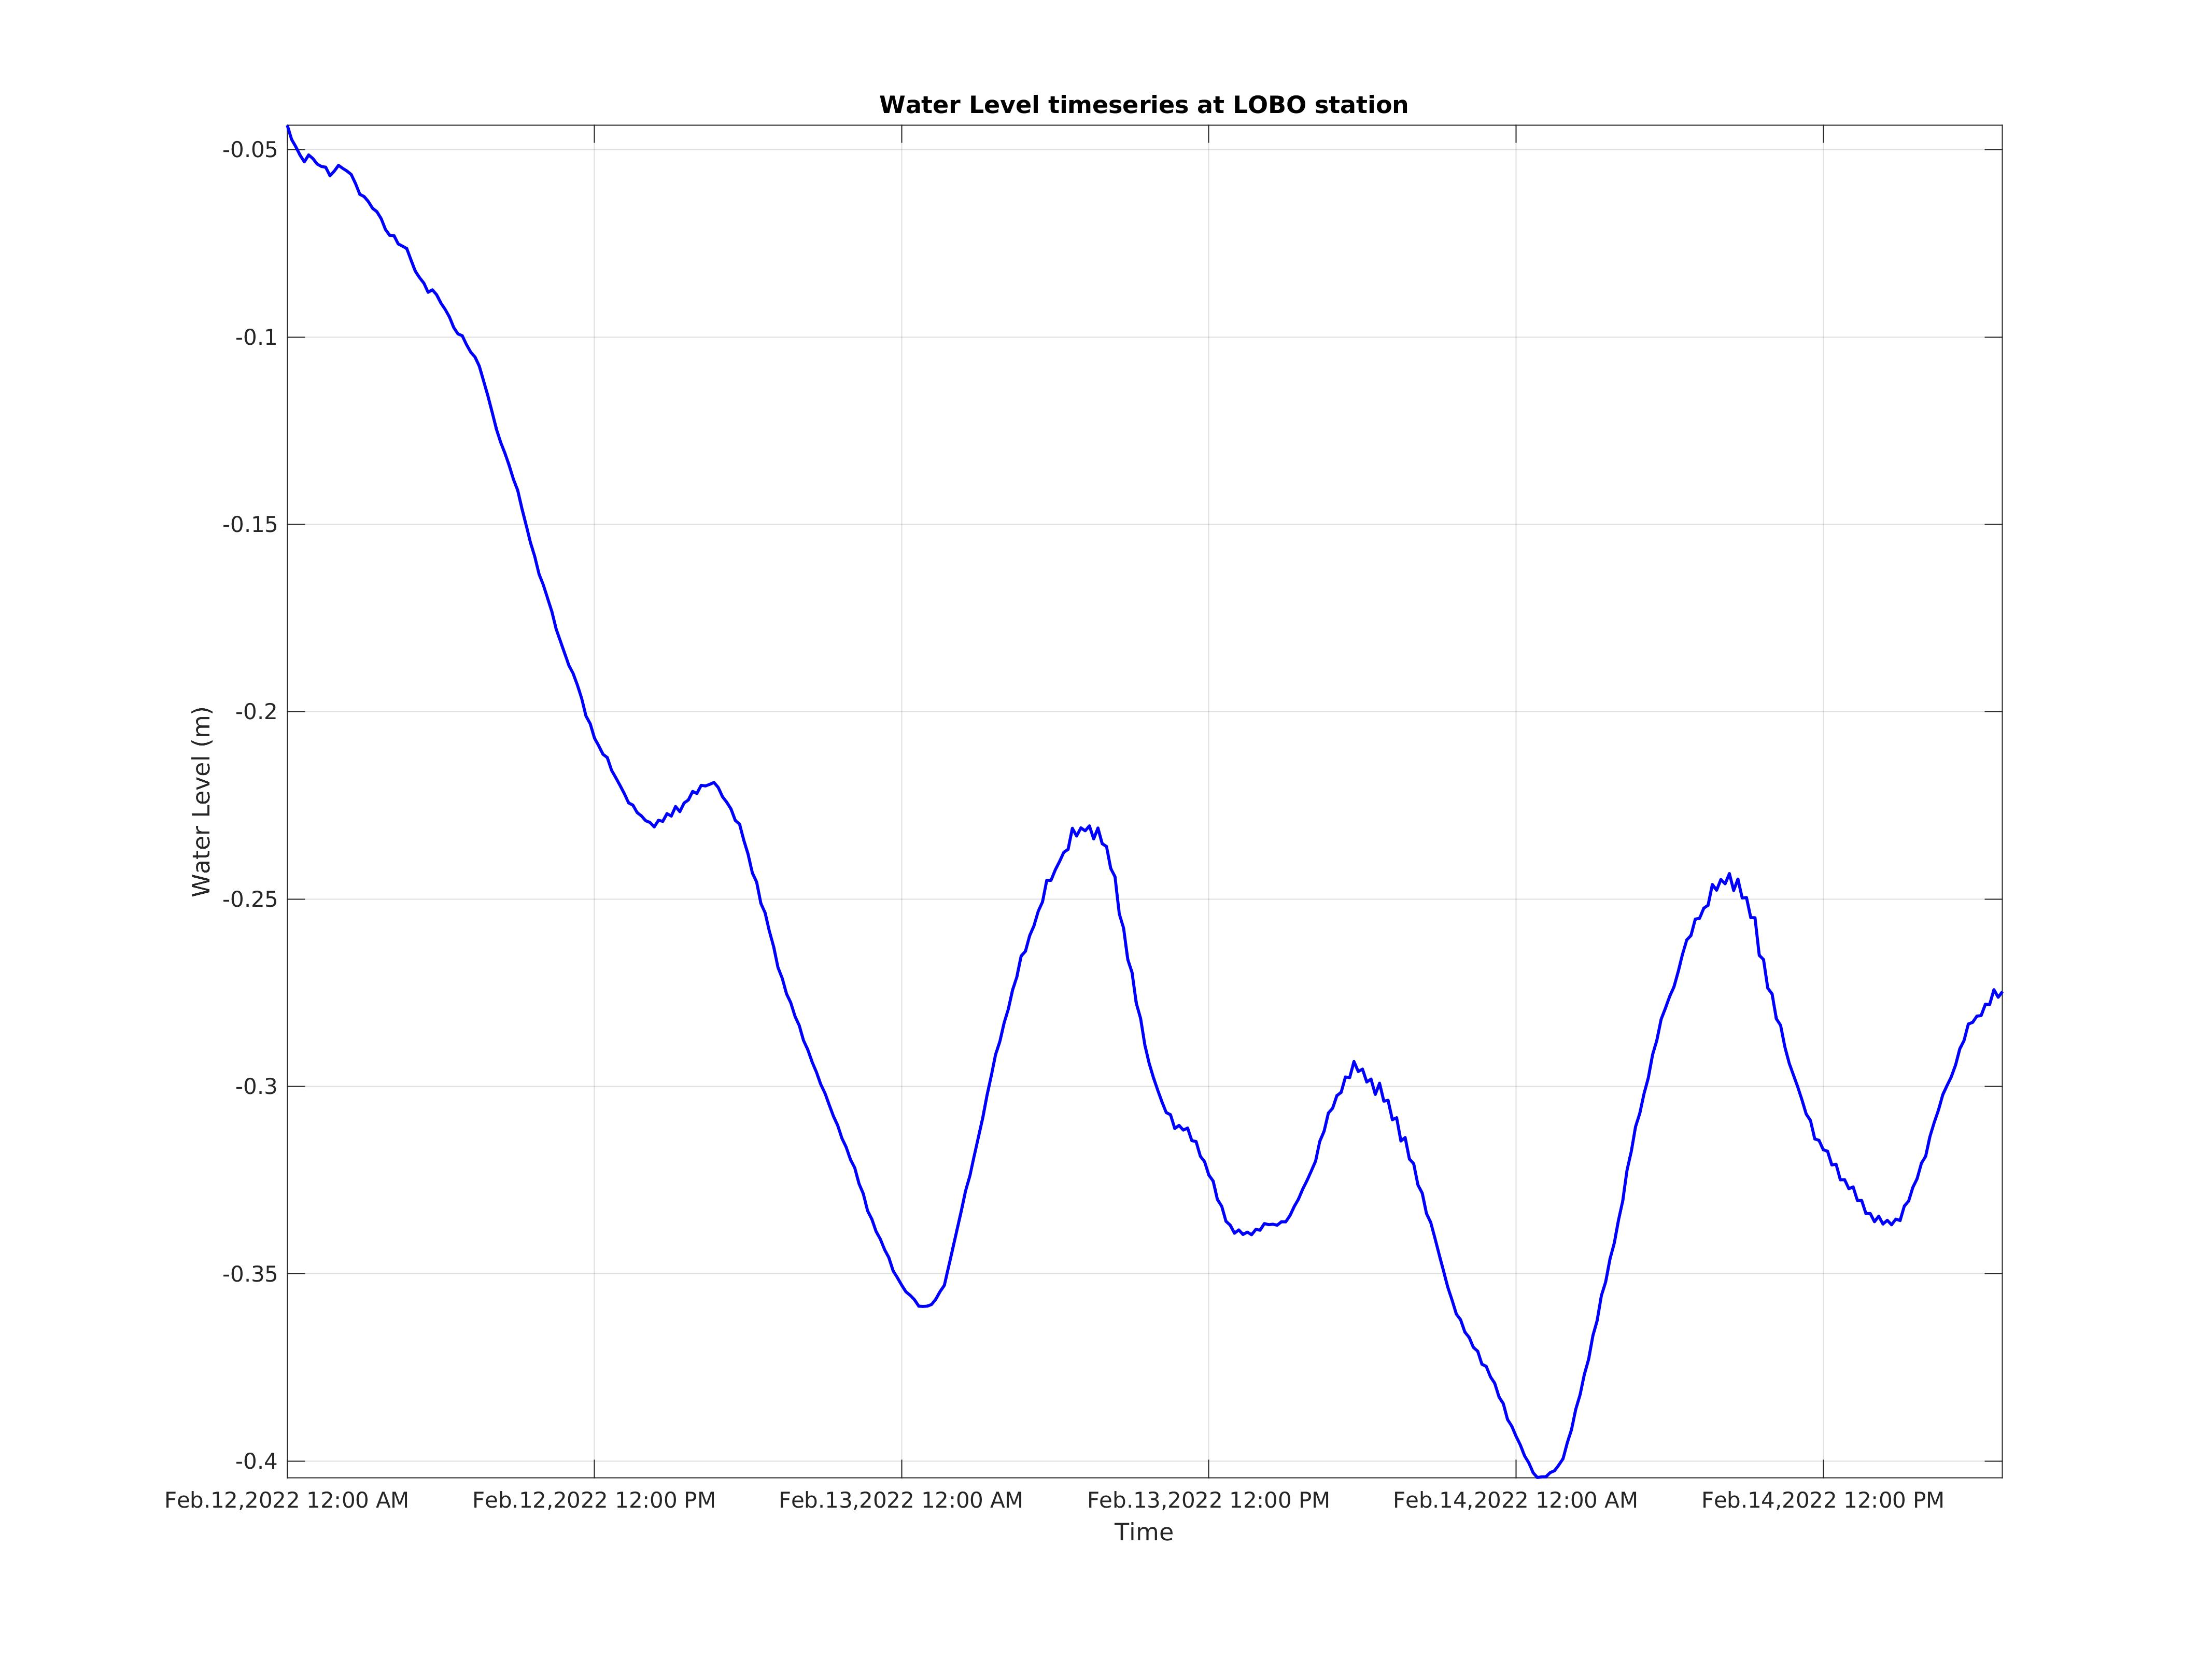 Water Level timeseries at LOBO station
-0.05
-0.1
-0.15
-0.2
-0.25
-0.3
-0.35
-0.4
Water Level (m)
Feb.12,2022 12:00 AM
Feb.12,2022 12:00 PM
Feb.13,2022 12:00 AM
Feb.13,2022 12:00 PM
Feb.14,2022 12:00 AM
Feb.14,2022 12:00 PM
Time